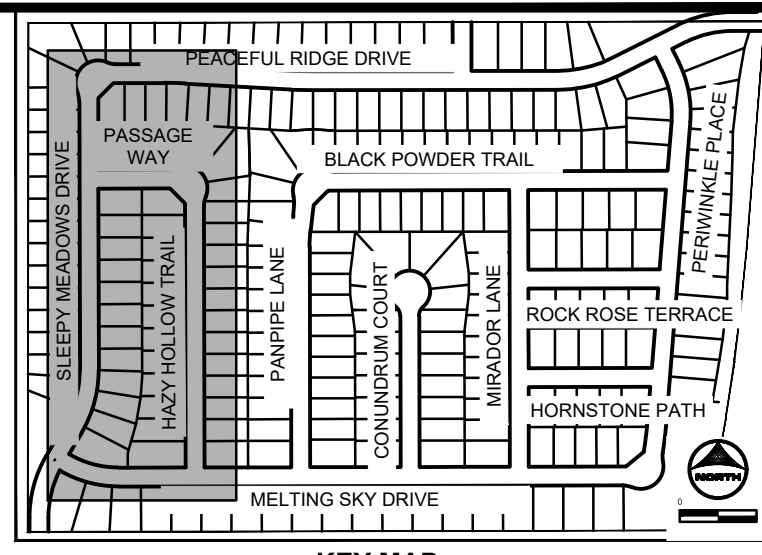 PEACEFUL RIDGE DRIVE
PASSAGE
WAY
BLACK POWDER TRAIL
SLEEPY MEADOWS DRIVE
HAZY HOLLOW TRAIL
PANPIPE LANE
CONUNDRUM COURT
MIRADOR LANE
PERIWINKLE PLACE
ROCK ROSE TERRACE
HORNSTONE PATH
MELTING SKY DRIVE
NORTH
0
KEY MAP